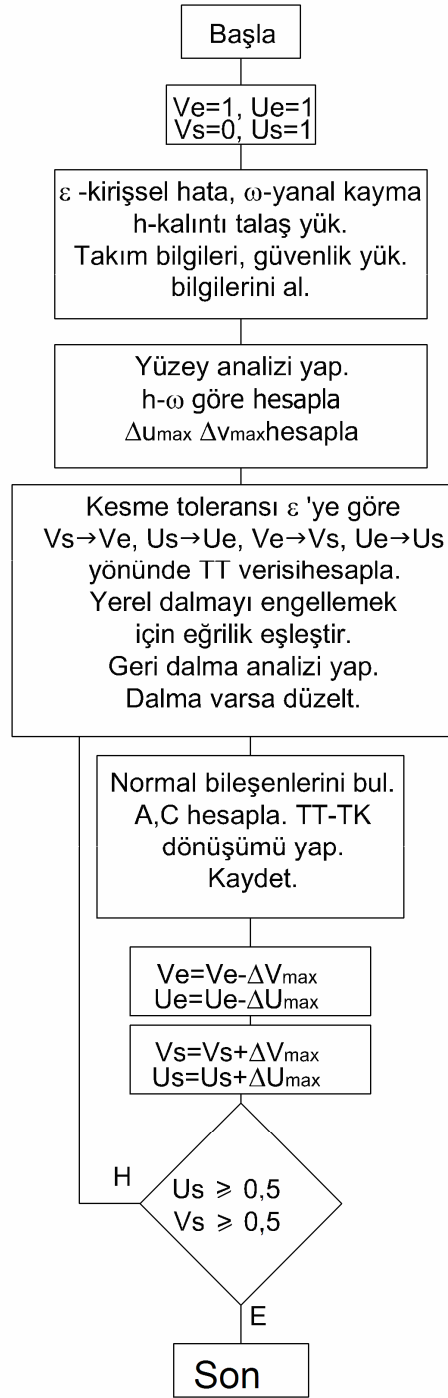 Başla
Ve=1, Ue=1
Vs=0, Us=1
ε -kirişsel hata, ω-yanal kayma
h-kalıntı talaş yük.
Takım bilgileri, güvenlik yük.
bilgilerini al.
Yüzey analizi yap.
h-ω göre hesapla
Δumax Δvmaxhesapla
Kesme toleransı ε 'ye göre
Vs→Ve, Us→Ue, Ve→Vs, Ue→Us
yönünde TT verisihesapla.
Yerel dalmayı engellemek
için eğrilik eşleştir.
Geri dalma analizi yap.
Dalma varsa düzelt.
Normal bileşenlerini bul.
A,C hesapla. TT-TK
dönüşümü yap.
Kaydet.
Ve=Ve-ΔVmax
Ue=Ue-ΔUmax
Vs=Vs+ΔVmax
Us=Us+ΔUmax
H
Us ⩾ 0,5
Vs ⩾ 0,5
E
Son